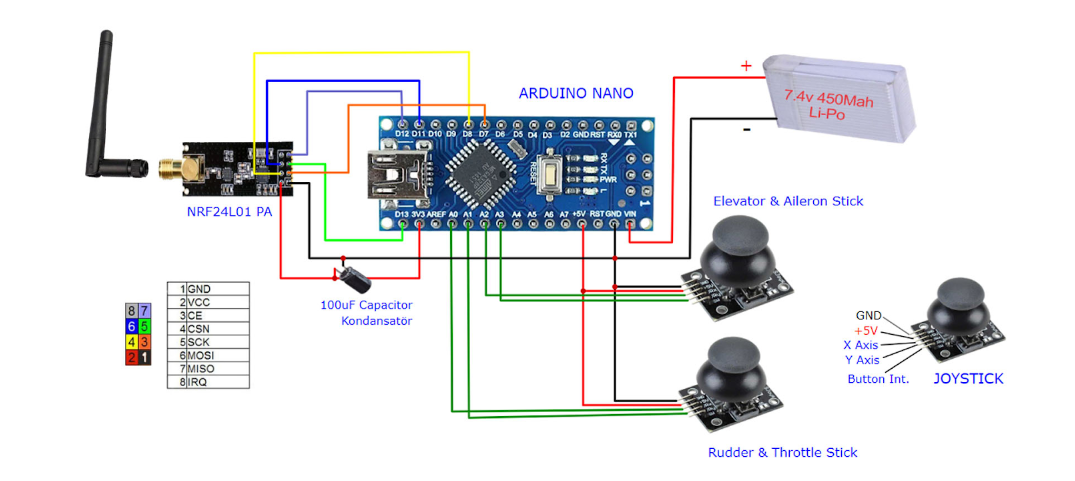 ARDUINO NANO
+
7.4v 450Mah
Li-Po
-
D12 D11 D10 D9 D8 D7 D6 D5 D4 D3 D2 GND RST RX0 TX1
RESET
RX
TX
PWR
L
1
D13 3V3 AREF A0 A1 A2 A3 A4 A5 A6 A7 +5V RST GND VIN
NRF24L01 PA
Elevator & Aileron Stick
100uF Capacitor
Kondansatör
8 7
6 5
4 3
2 1
1 GND
2 VCC
3 CE
4 CSN
5 SCK
6 MOSI
7 MISO
8 IRQ
GND
+5V
X Axis
Y Axis
Button Int.
JOYSTICK
Rudder & Throttle Stick